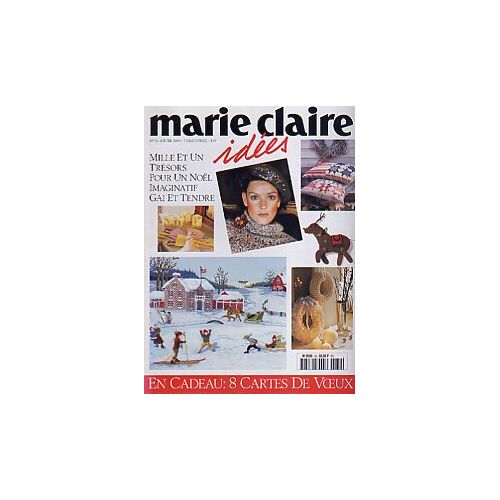 marie claire
idées
MILLE ET UN
TRÉSORS
POUR UN NOËL
IMAGINATIF
GAI ET TENDRE
EN CADEAU: 8 CARTES DE VŒUX